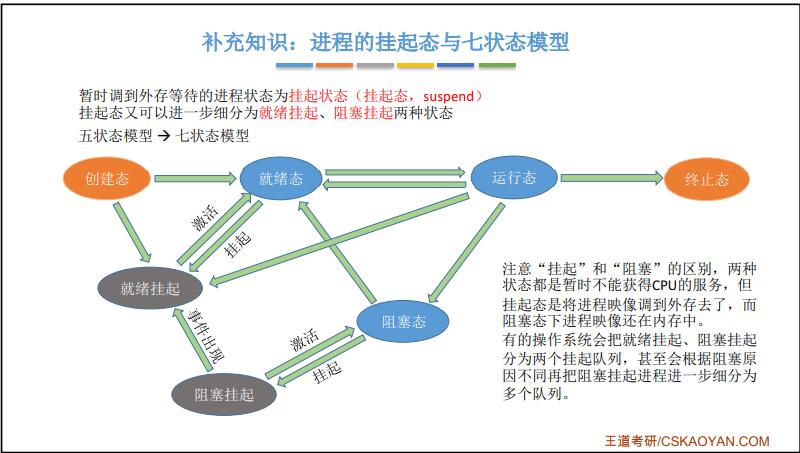 补充知识：进程的挂起态与七状态模型
暂时调到外存等待的进程状态为挂起状态（挂起态，suspend）
挂起态又可以进一步细分为就绪挂起、阻塞挂起两种状态
五状态模型→七状态模型
创建态
就绪态
运行态
终止态
激活
挂起
就绪挂起
阻塞态
事件出现
激活
挂起
阻塞挂起
注意“挂起”和“阻塞”的区别，两种
状态都是暂时不能获得CPU的服务，但
挂起态是将进程映像调到外存去了，而
阻塞态下进程映像还在内存中。
有的操作系统会把就绪挂起、阻塞挂起
分为两个挂起队列，甚至会根据阻塞原
因不同再把阻塞挂起进程进一步细分为
多个队列。
王道考研/CSKAOYAN.COM